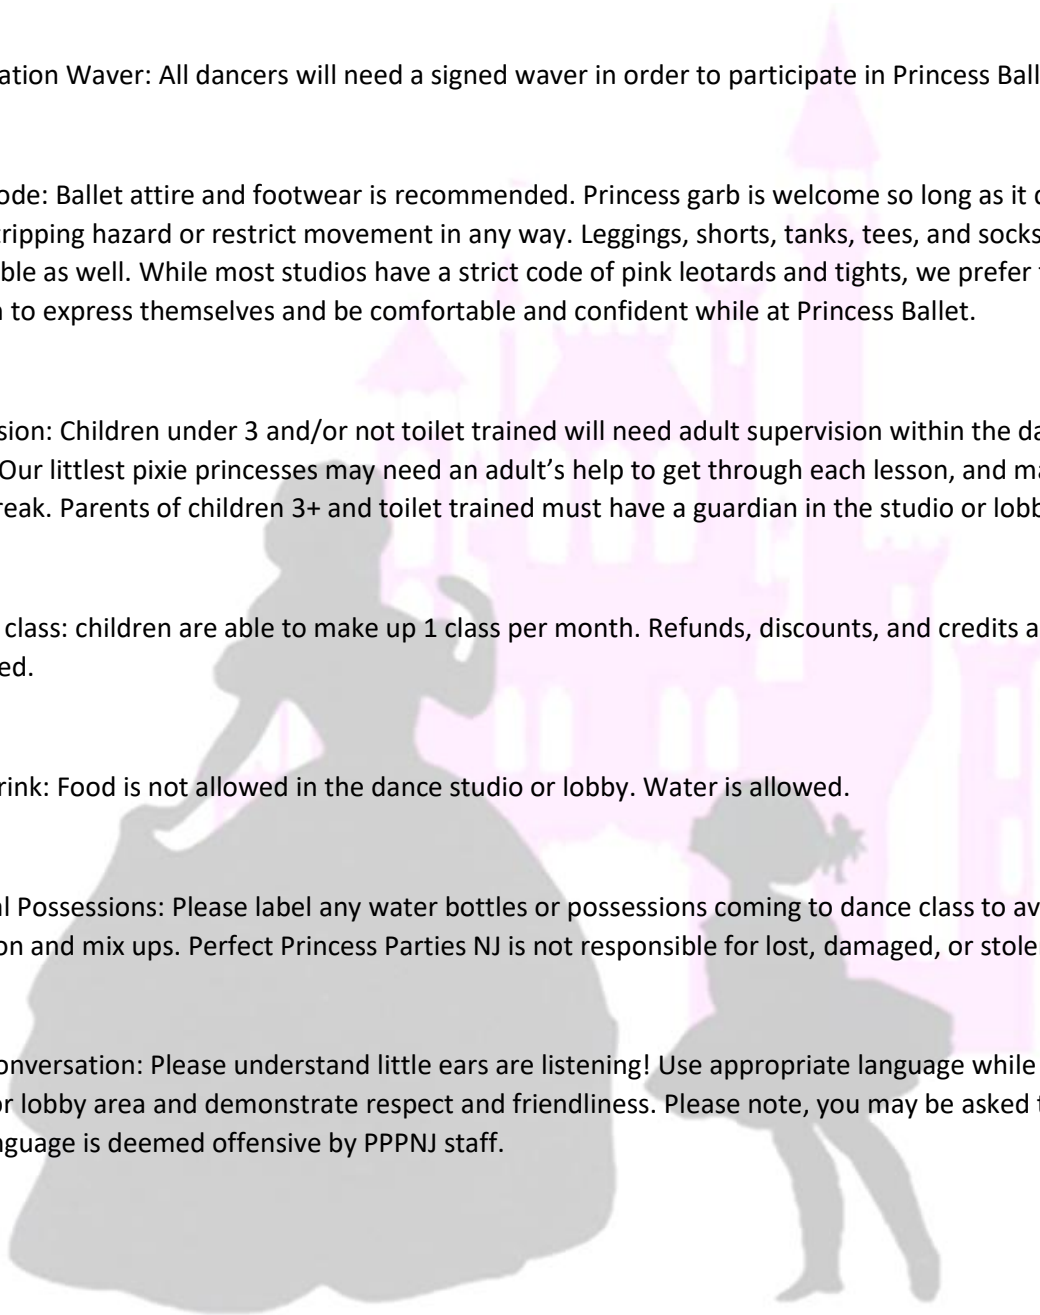 ation Waver: All dancers will need a signed waver in order to participate in Princess Ball
ode: Ballet attire and footwear is recommended. Princess garb is welcome so long as it
tripping hazard or restrict movement in any way. Leggings, shorts, tanks, tees, and socks
ble as well. While most studios have a strict code of pink leotards and tights, we prefer
to express themselves and be comfortable and confident while at Princess Ballet.
sion: Children under 3 and/or not toilet trained will need adult supervision within the da
Our littlest pixie princesses may need an adult’s help to get through each lesson, and ma
reak. Parents of children 3+ and toilet trained must have a guardian in the studio or lobb
class: children are able to make up 1 class per month. Refunds, discounts, and credits a
ed.
rink: Food is not allowed in the dance studio or lobby. Water is allowed.
al Possessions: Please label any water bottles or possessions coming to dance class to av
on and mix ups. Perfect Princess Parties NJ is not responsible for lost, damaged, or stole
onversation: Please understand little ears are listening! Use appropriate language while
or lobby area and demonstrate respect and friendliness. Please note, you may be asked t
nguage is deemed offensive by PPPNJ staff.